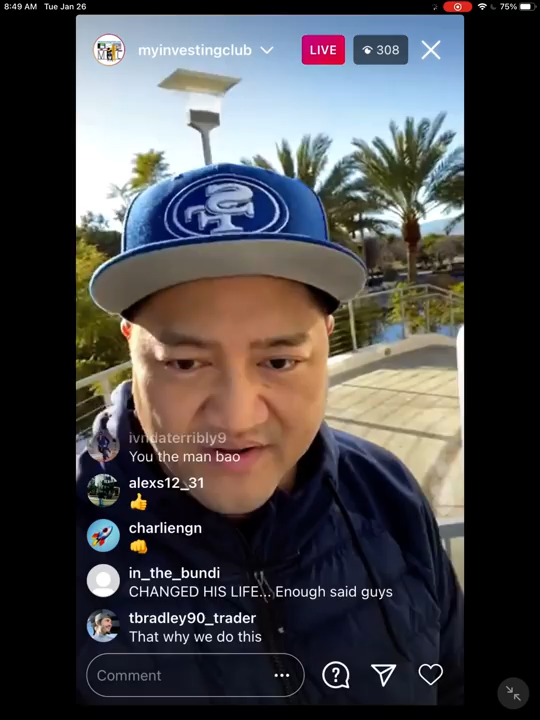 8:49 AM Tue Jan 26
75%
myinvestingclub
LIVE
308
SF
ivndaterribly9
You the man bao
alexs12_31
👍
charliengn
👊
in_the_bundi
CHANGED HIS LIFE... Enough said guys
tbradley90_trader
That why we do this
Comment